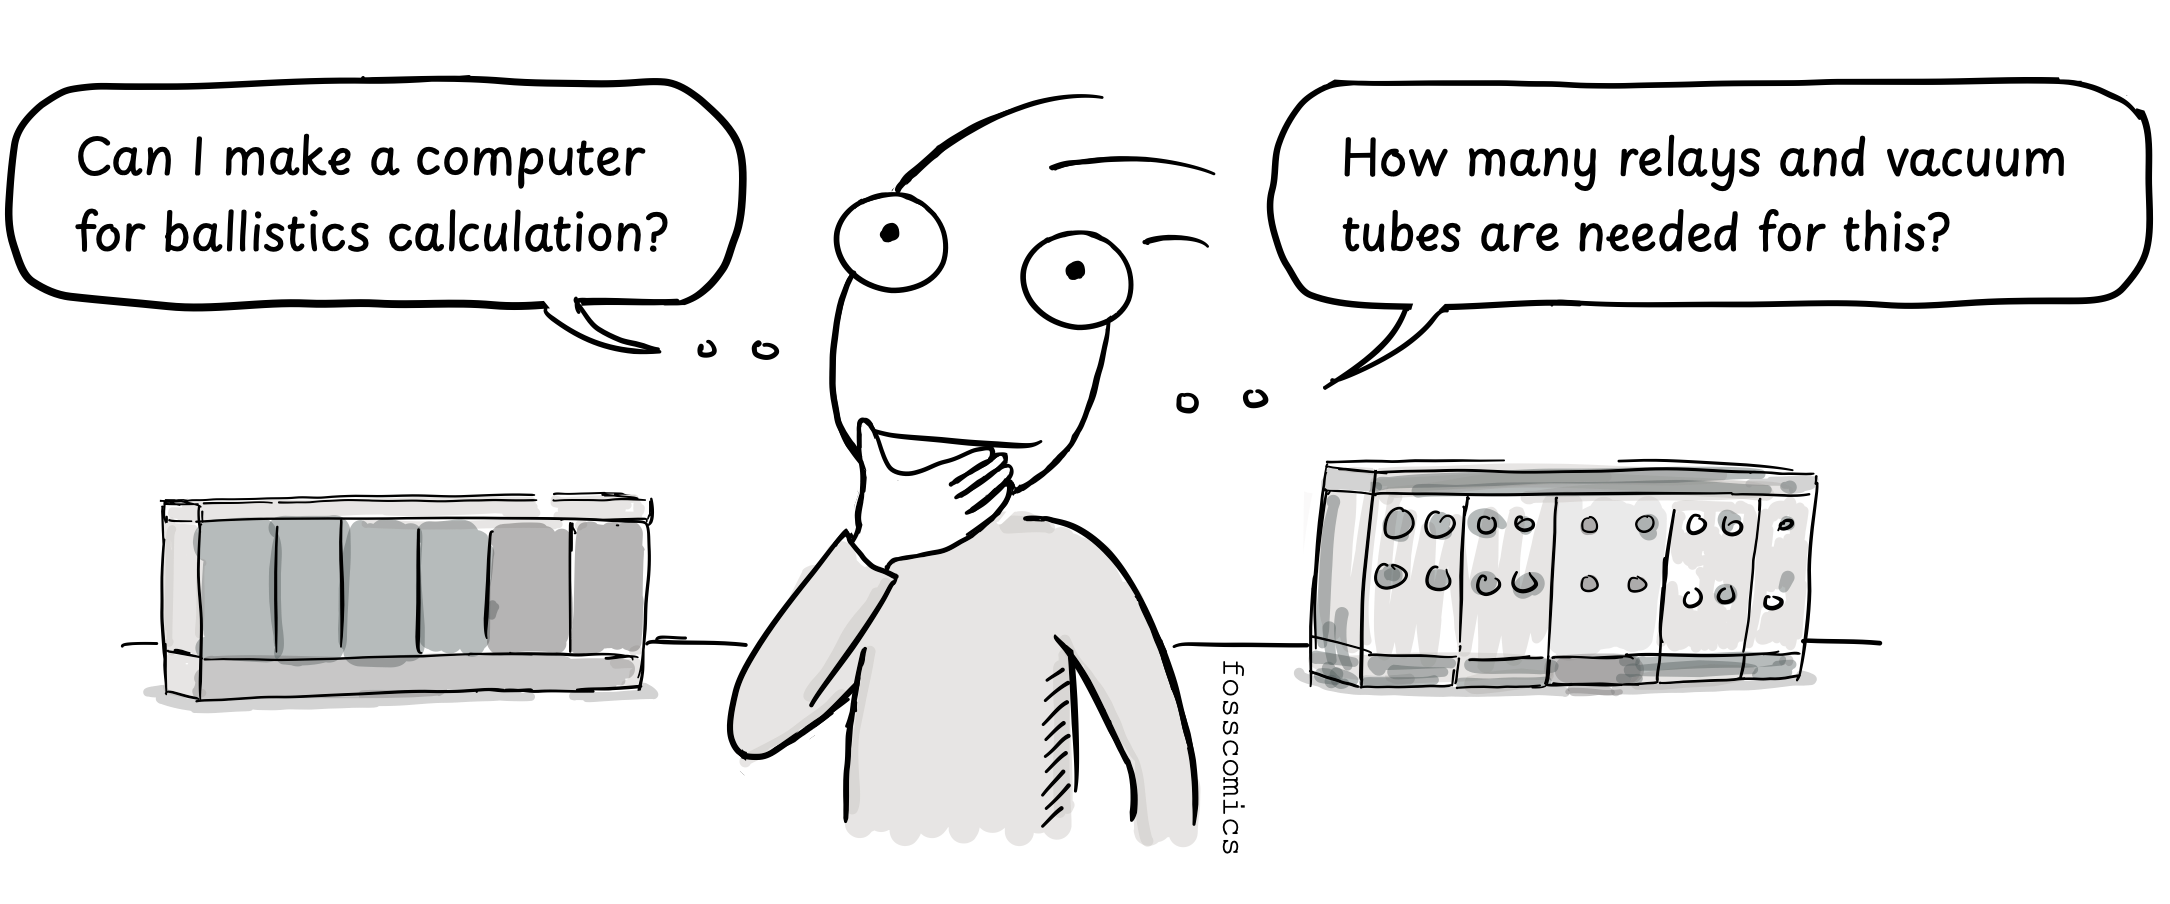 Can I make a computer
for ballistics calculation?
How many relays and vacuum
tubes are needed for this?
fosscomics